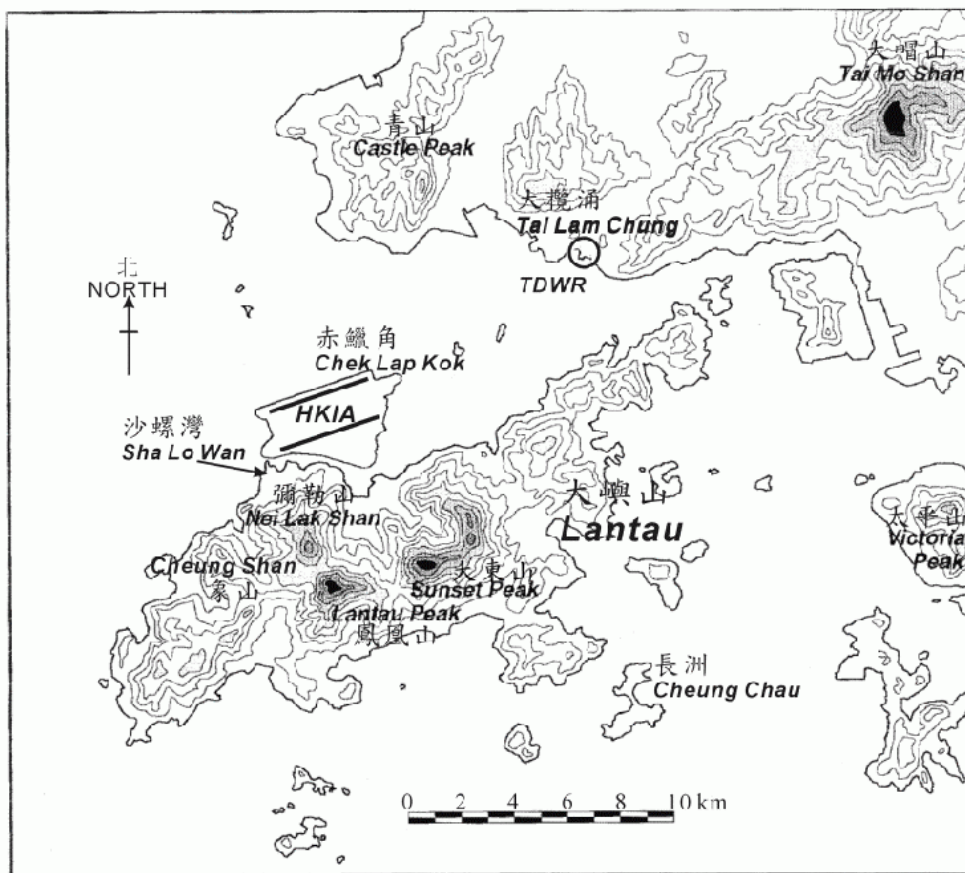 大帽山
Tai Mo Shan
青山
Castle Peak
大欖涌
Tai Lam Chung
TDWR
北
NORTH
赤鱲角
Chek Lap Kok
HKIA
沙螺灣
Sha Lo Wan
彌勒山
Nei Lak Shan
大嶼山
Lantau
太平山
Victoria
Peak
Cheung Shan
象山
大東山
Sunset Peak
Lantau Peak
鳳凰山
長洲
Cheung Chau
0 2 4 6 8 10 km